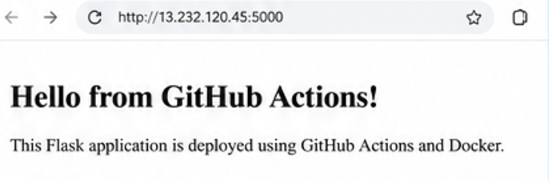 http://13.232.120.45:5000
Hello from GitHub Actions!
This Flask application is deployed using GitHub Actions and Docker.